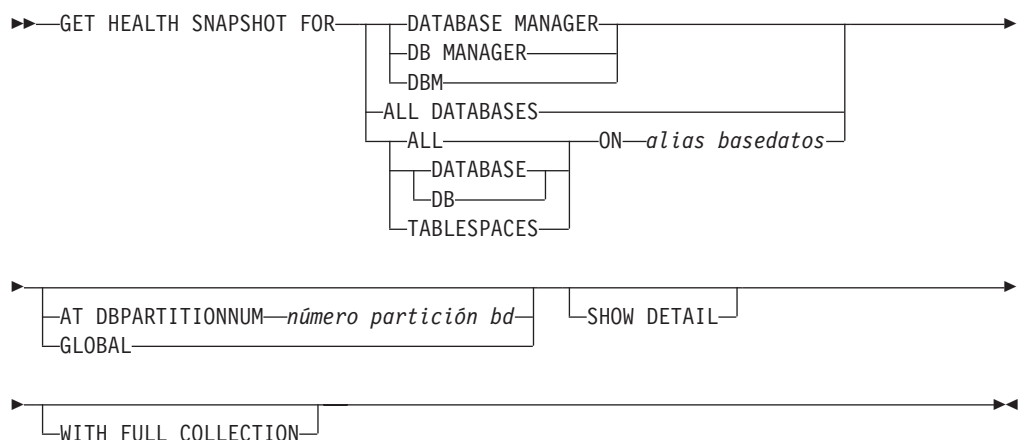 GET HEALTH SNAPSHOT FOR DATABASE MANAGER
DB MANAGER
DBM
ALL DATABASES
ALL ON alias basedatos
DATABASE
DB
TABLESPACES
AT DBPARTITIONNUM número partición bd SHOW DETAIL
GLOBAL
WITH FULL COLLECTION